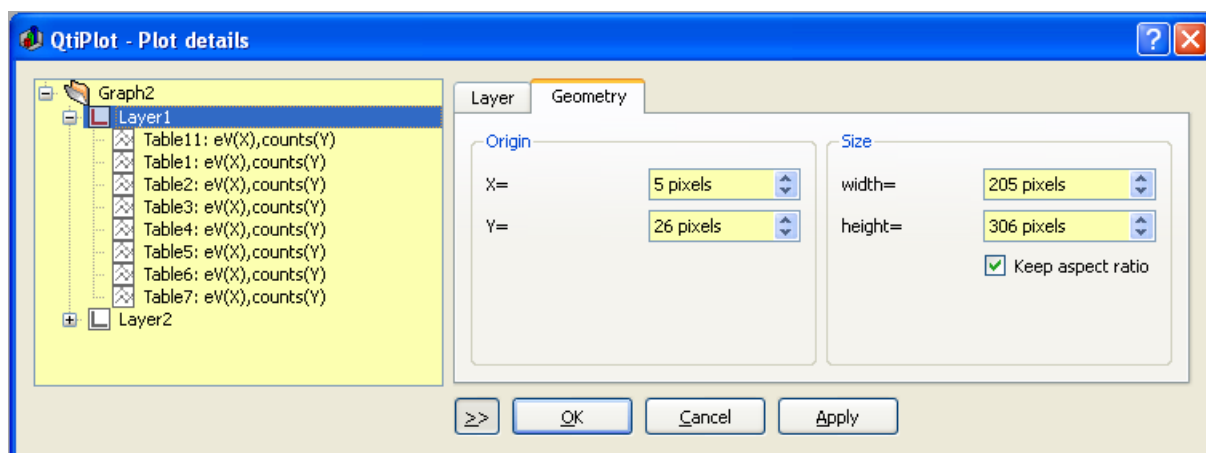 QtiPlot - Plot details
Graph2
Layer1
Table11: eV(X),counts(Y)
Table1: eV(X),counts(Y)
Table2: eV(X),counts(Y)
Table3: eV(X),counts(Y)
Table4: eV(X),counts(Y)
Table5: eV(X),counts(Y)
Table6: eV(X),counts(Y)
Table7: eV(X),counts(Y)
Layer2
Layer Geometry
Origin
X= 5 pixels
Y= 26 pixels
Size
width= 205 pixels
height= 306 pixels
Keep aspect ratio
>> OK Cancel Apply